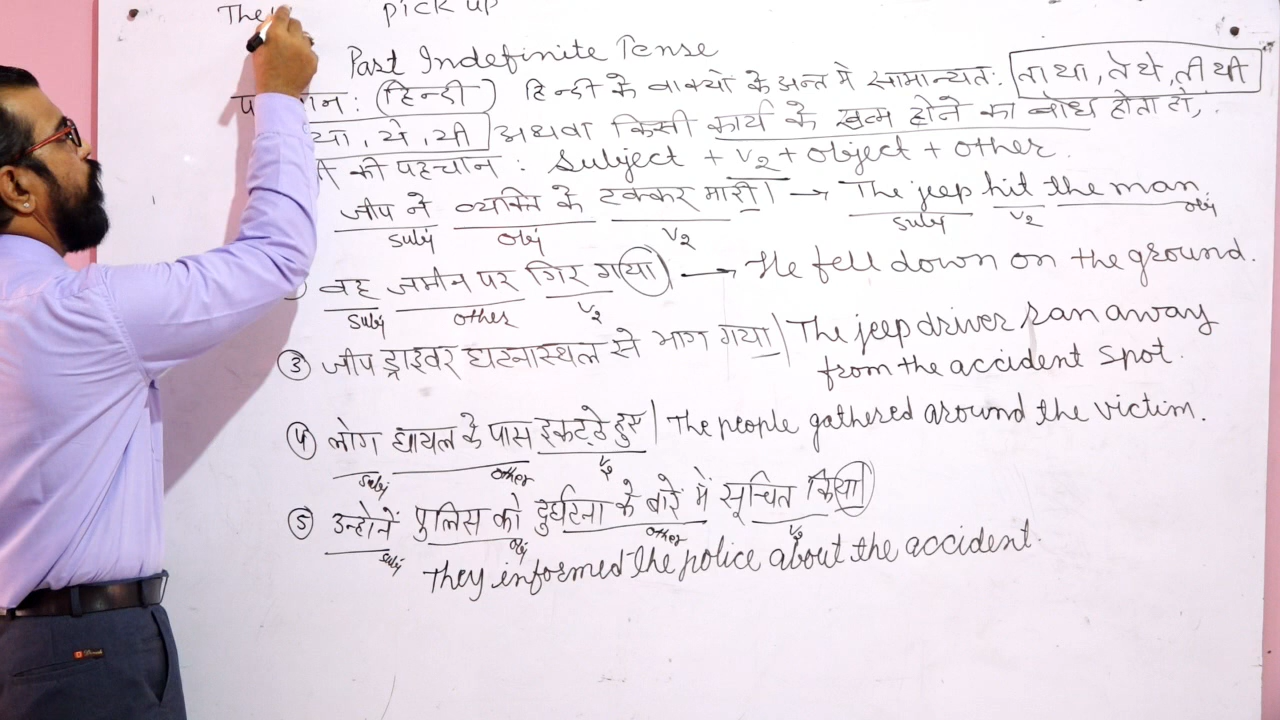 The pick up
Past Indefinite Tense
(हिन्दी) हिन्दी के वाक्यों के अन्त में सामान्यत: ता था, ते थे, ती थी
या, ये, यी अथवा किसी कार्य के खत्म होने का बोध होता हो,
की पहचान : Subject + V2 + object + other.
जीप ने व्यक्ति के टक्कर मारी। → The jeep hit the man.
subj obj V2 subj V2 obj
वह जमीन पर गिर गया → He fell down on the ground.
subj other V2
③ जीप ड्राइवर घटनास्थल से भाग गया| The jeep driver ran away
from the accident spot.
④ लोग घायल के पास इकट्ठे हुए| The people gathered around the victim.
subj other V2
⑤ उन्होनें पुलिस को दुर्घटना के बारे में सूचित किया
subj obj other V2
They informed the police about the accident.